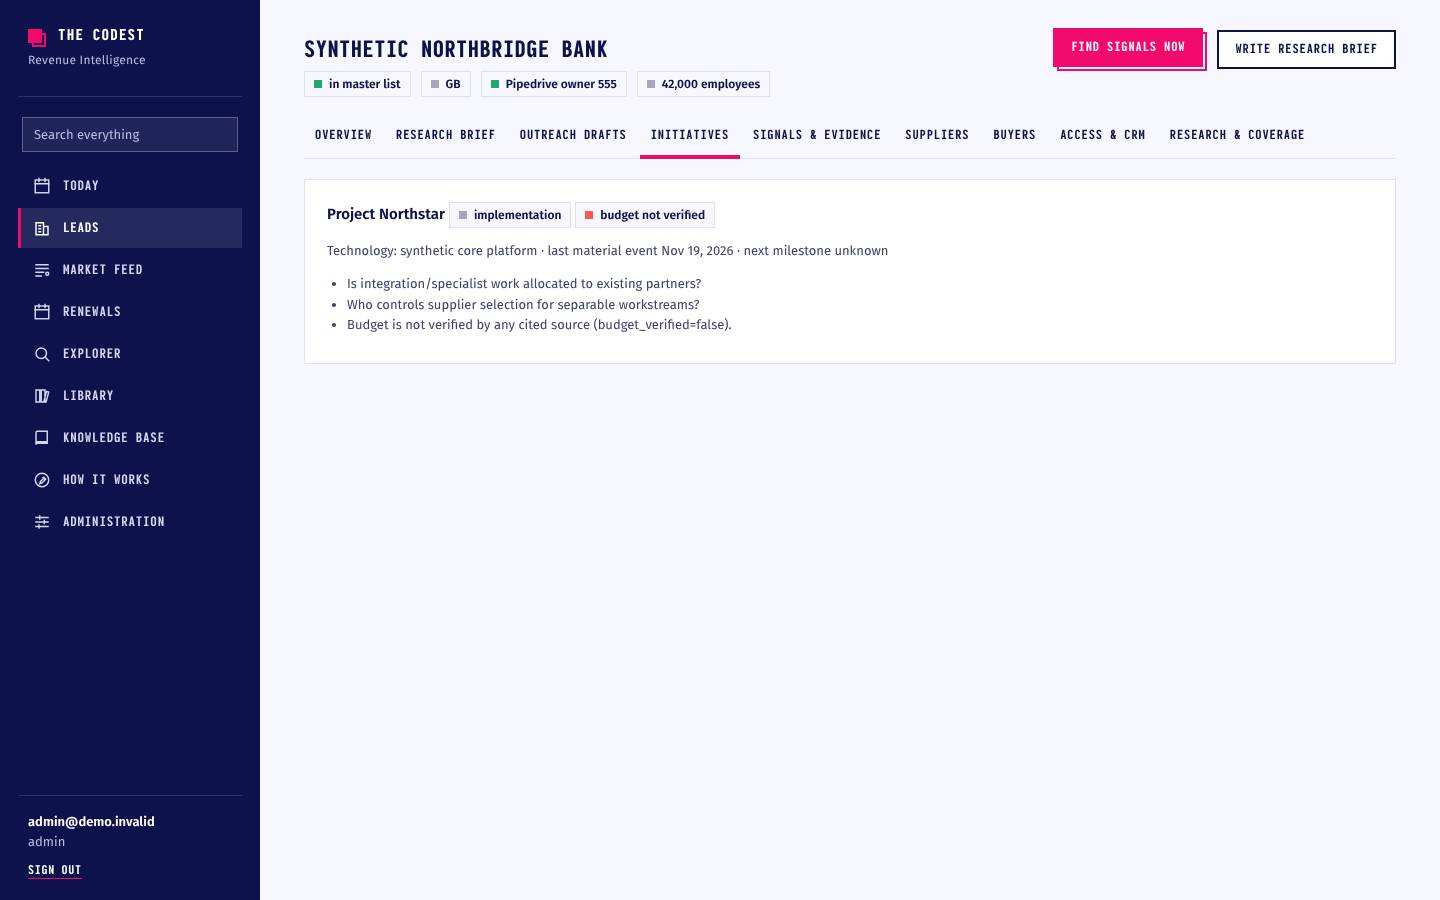 THE CODEST
Revenue Intelligence
Search everything
TODAY
LEADS
MARKET FEED
RENEWALS
EXPLORER
LIBRARY
KNOWLEDGE BASE
HOW IT WORKS
ADMINISTRATION
admin@demo.invalid
admin
SIGN OUT
SYNTHETIC NORTHBRIDGE BANK
FIND SIGNALS NOW
WRITE RESEARCH BRIEF
in master list GB Pipedrive owner 555 42,000 employees
OVERVIEW RESEARCH BRIEF OUTREACH DRAFTS INITIATIVES SIGNALS & EVIDENCE SUPPLIERS BUYERS ACCESS & CRM RESEARCH & COVERAGE
Project Northstar implementation budget not verified
Technology: synthetic core platform · last material event Nov 19, 2026 · next milestone unknown
• Is integration/specialist work allocated to existing partners?
• Who controls supplier selection for separable workstreams?
• Budget is not verified by any cited source (budget_verified=false).